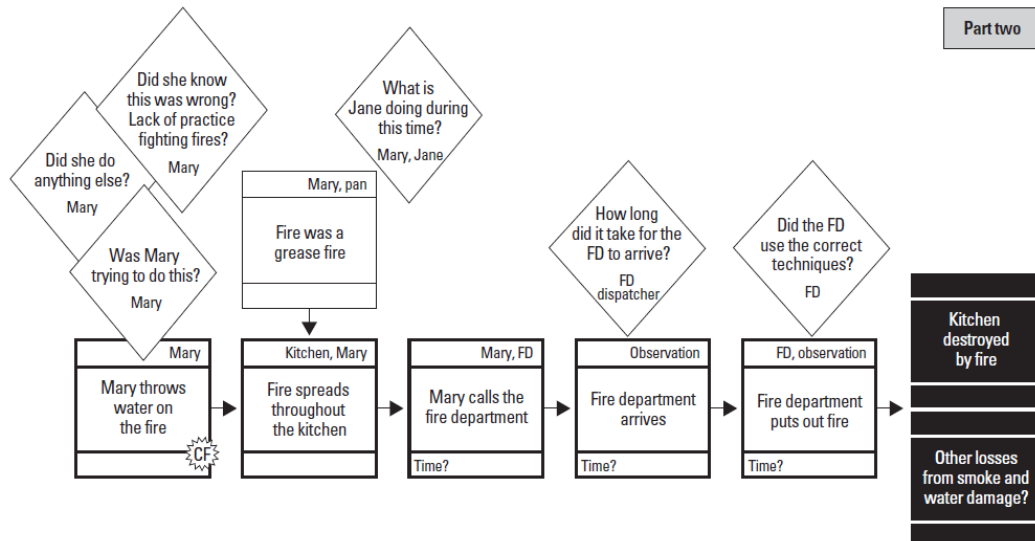 Part two
Did she know
this was wrong?
Lack of practice
fighting fires?
Mary
Did she do
anything else?
Mary
Was Mary
trying to do this?
Mary
What is
Jane doing during
this time?
Mary, Jane
Mary, pan
Fire was a
grease fire
How long
did it take for the
FD to arrive?
FD
dispatcher
Did the FD
use the correct
techniques?
FD
Mary
Mary throws
water on
the fire
CF
Kitchen, Mary
Fire spreads
throughout
the kitchen
Mary, FD
Mary calls the
fire department
Time?
Observation
Fire department
arrives
Time?
FD, observation
Fire department
puts out fire
Time?
Kitchen
destroyed
by fire
Other losses
from smoke and
water damage?